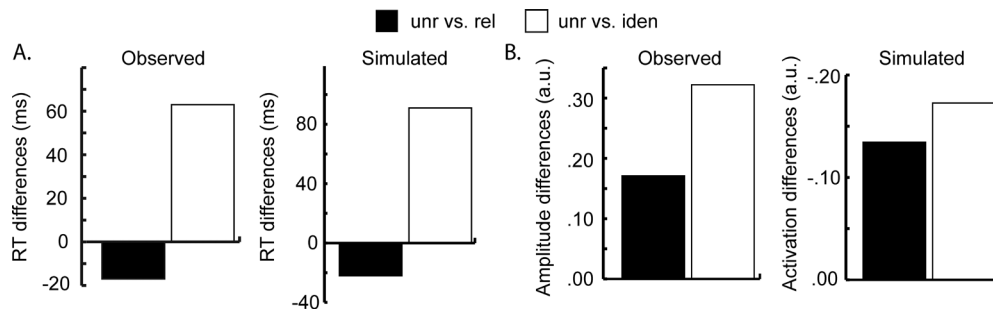 unr vs. rel unr vs. iden
A.
Observed
RT differences (ms)
60
40
20
0
-20
Simulated
RT differences (ms)
80
40
0
-40
B.
Observed
Amplitude differences (a.u.)
.30
.20
.10
.00
Simulated
Activation differences (a.u.)
-.20
-.10
.00